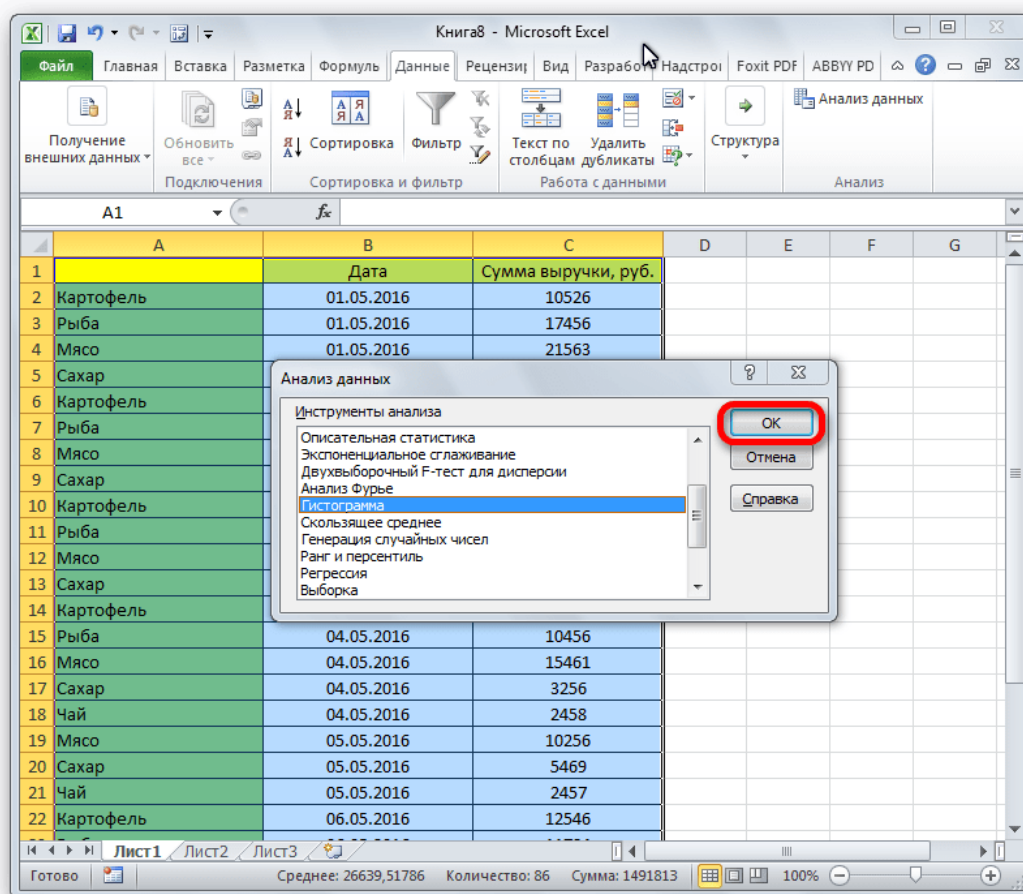 Книга8 - Microsoft Excel
Файл Главная Вставка Разметка Формуль Данные Рецензиј Вид Разработ Надстроі Foxit PDF ABBYY PD
Получение внешних данных
Обновить все
Подключения
Сортировка
Фильтр
Сортировка и фильтр
Текст по столбцам
Удалить дубликаты
Работа с данными
Структура
Анализ данных
Анализ
A1 fx
A B C D E F G
1 Дата Сумма выручки, руб.
2 Картофель 01.05.2016 10526
3 Рыба 01.05.2016 17456
4 Мясо 01.05.2016 21563
5 Сахар
6 Картофель
7 Рыба
8 Мясо
9 Сахар
10 Картофель
11 Рыба
12 Мясо
13 Сахар
14 Картофель
Анализ данных
Инструменты анализа
Описательная статистика
Экспоненциальное сглаживание
Двухвыборочный F-тест для дисперсии
Анализ Фурье
Гистограмма
Скользящее среднее
Генерация случайных чисел
Ранг и персентиль
Регрессия
Выборка
ОК
Отмена
Справка
15 Рыба 04.05.2016 10456
16 Мясо 04.05.2016 15461
17 Сахар 04.05.2016 3256
18 Чай 04.05.2016 2458
19 Мясо 05.05.2016 10256
20 Сахар 05.05.2016 5469
21 Чай 05.05.2016 2457
22 Картофель 06.05.2016 12546
Лист1 Лист2 Лист3
Готово Среднее: 26639,51786 Количество: 86 Сумма: 1491813 100%